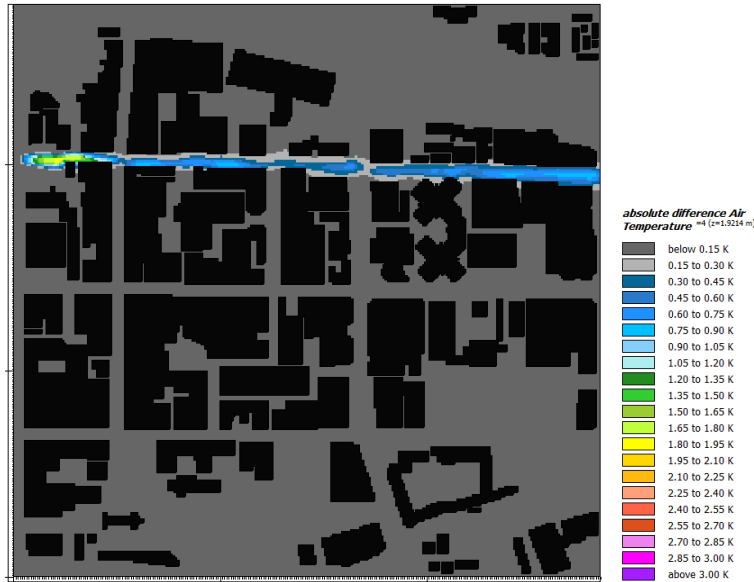 absolute difference Air
Temperature =4 (z=1.9214 m)
below 0.15 K
0.15 to 0.30 K
0.30 to 0.45 K
0.45 to 0.60 K
0.60 to 0.75 K
0.75 to 0.90 K
0.90 to 1.05 K
1.05 to 1.20 K
1.20 to 1.35 K
1.35 to 1.50 K
1.50 to 1.65 K
1.65 to 1.80 K
1.80 to 1.95 K
1.95 to 2.10 K
2.10 to 2.25 K
2.25 to 2.40 K
2.40 to 2.55 K
2.55 to 2.70 K
2.70 to 2.85 K
2.85 to 3.00 K
above 3.00 K